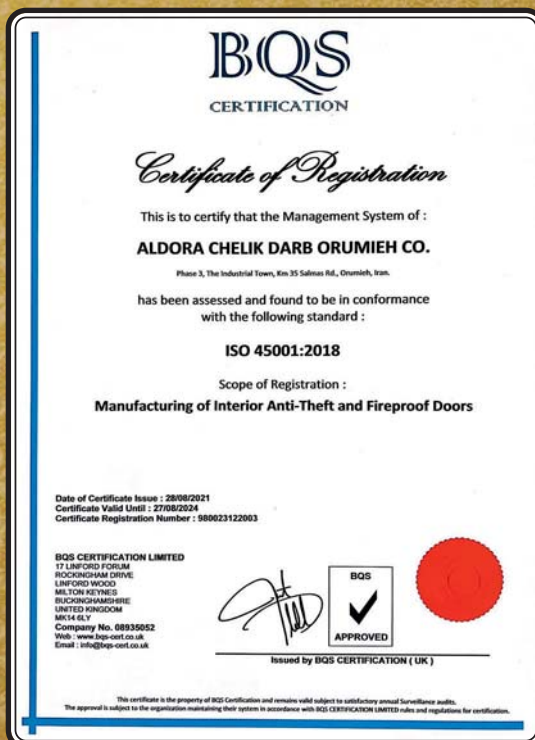 BQS
CERTIFICATION
Certificate of Registration
This is to certify that the Management System of :
ALDORA CHELIK DARB ORUMIEH CO.
Phase 3, The Industrial Town, Km 35 Salmas Rd., Orumieh, Iran.
has been assessed and found to be in conformance
with the following standard :
ISO 45001:2018
Scope of Registration :
Manufacturing of Interior Anti-Theft and Fireproof Doors
Date of Certificate Issue : 28/08/2021
Certificate Valid Until : 27/08/2024
Certificate Registration Number : 980023122003
BQS CERTIFICATION LIMITED
17 LINFORD FORUM
ROCKINGHAM DRIVE
LINFORD WOOD
MILTON KEYNES
BUCKINGHAMSHIRE
UNITED KINGDOM
MK14 6LY
Company No. 08935052
Web : www.bqs-cert.co.uk
Email : info@bqs-cert.co.uk
BQS
APPROVED
Issued by BQS CERTIFICATION ( UK )
This certificate is the property of BQS Certification and remains valid subject to satisfactory annual Surveillance audits.
The approval is subject to the organization maintaining their system in accordance with BQS CERTIFICATION LIMITED rules and regulations for certification.